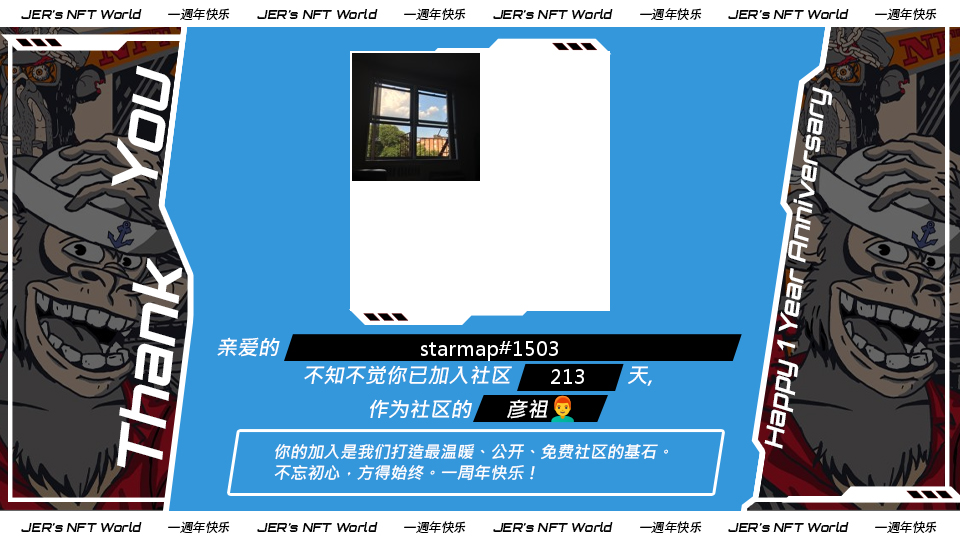 JER's NFT World 一週年快乐 JER's NFT World 一週年快乐 JER's NFT World 一週年快乐 JER's NFT World 一週年快乐
Thank You
Happy 1 Year Anniversary
亲爱的 starmap#1503
不知不觉你已加入社区 213 天,
作为社区的 彦祖👨‍🦰
你的加入是我们打造最温暖、公开、免费社区的基石。
不忘初心，方得始终。一周年快乐！
JER's NFT World 一週年快乐 JER's NFT World 一週年快乐 JER's NFT World 一週年快乐 JER's NFT World 一週年快乐